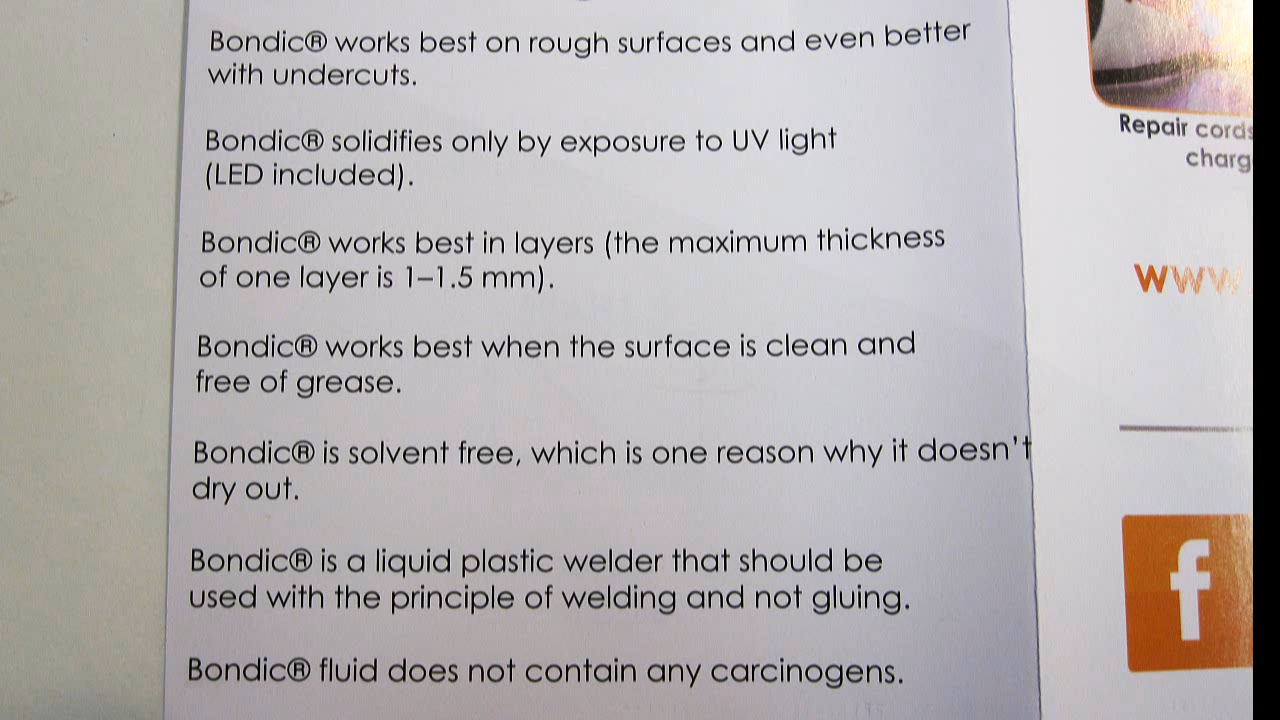 Bondic® works best on rough surfaces and even better
with undercuts.
Bondic® solidifies only by exposure to UV light
(LED included).
Bondic® works best in layers (the maximum thickness
of one layer is 1–1.5 mm).
Bondic® works best when the surface is clean and
free of grease.
Bondic® is solvent free, which is one reason why it doesn't
dry out.
Bondic® is a liquid plastic welder that should be
used with the principle of welding and not gluing.
Bondic® fluid does not contain any carcinogens.
Repair cords
charg
www.
f